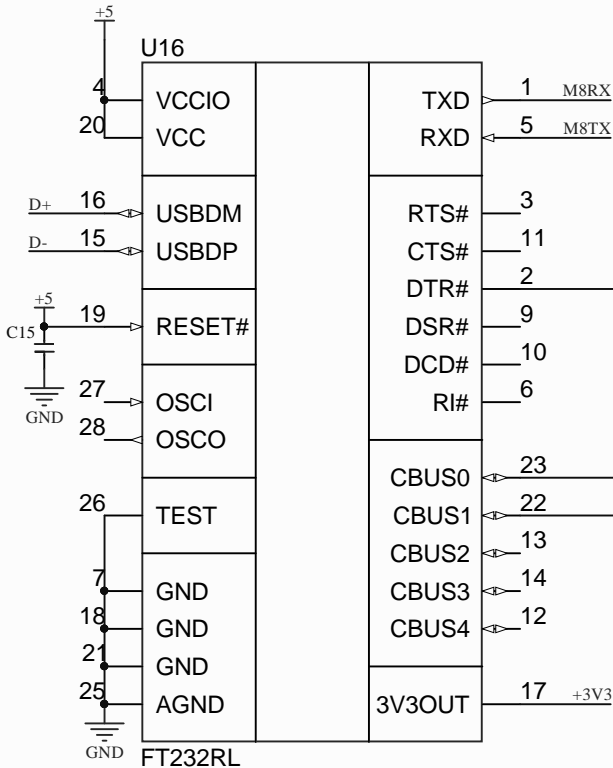 +5
U16
4 VCCIO TXD 1 M8RX
20 VCC RXD 5 M8TX
D+ 16 USBDM RTS# 3
D- 15 USBDP CTS# 11
DTR# 2
+5
C15 19 RESET# DSR# 9
DCD# 10
GND 27 OSCI RI# 6
28 OSCO
CBUS0 23
26 TEST CBUS1 22
CBUS2 13
7 GND CBUS3 14
18 GND CBUS4 12
21 GND
25 AGND 3V3OUT 17 +3V3
GND
FT232RL